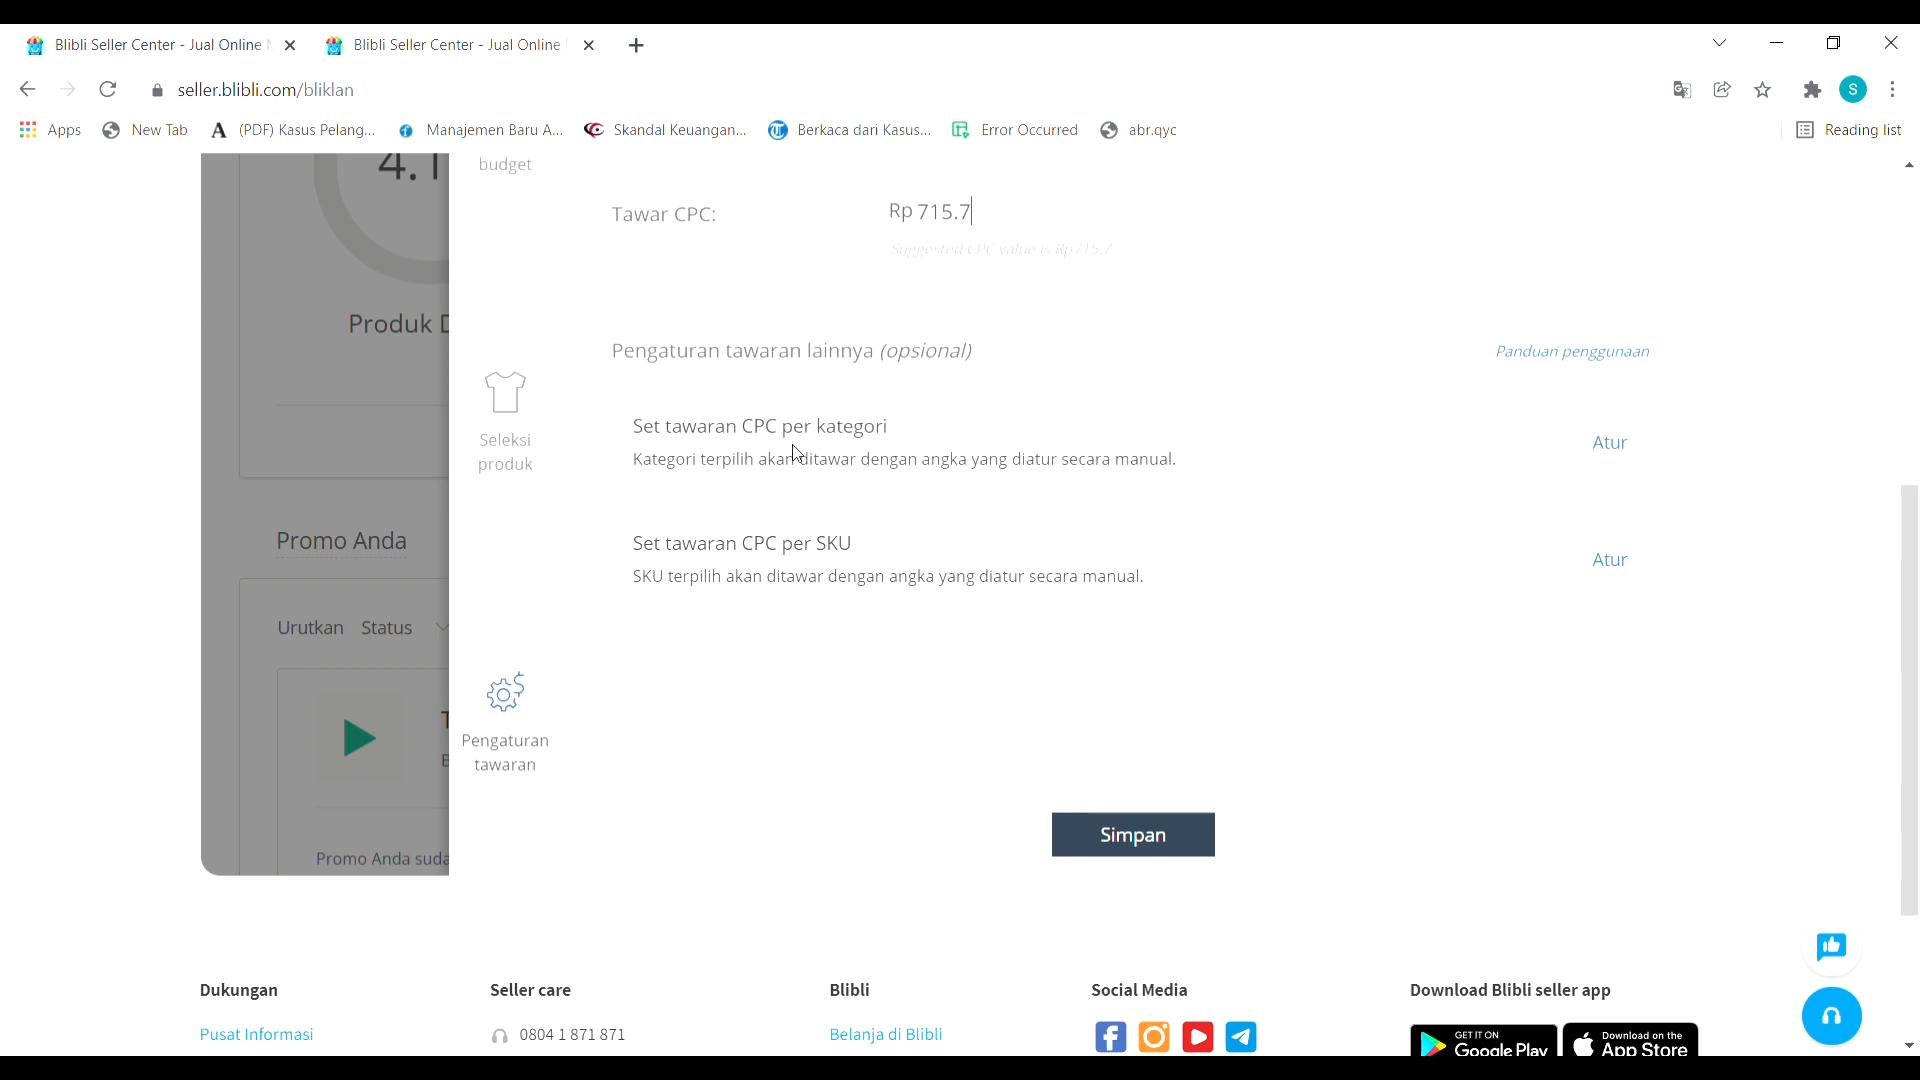 Blibli Seller Center - Jual Online
Blibli Seller Center - Jual Online
seller.blibli.com/bliklan
S
Apps
New Tab
(PDF) Kasus Pelang...
Manajemen Baru A...
Skandal Keuangan...
Berkaca dari Kasus...
Error Occurred
abr.qyc
Reading list
budget
Tawar CPC:
Rp 715.7
Suggested CPC value is Rp715.7
Produk
Pengaturan tawaran lainnya (opsional)
Panduan penggunaan
Set tawaran CPC per kategori
Kategori terpilih akan ditawar dengan angka yang diatur secara manual.
Atur
Seleksi
produk
Promo Anda
Set tawaran CPC per SKU
SKU terpilih akan ditawar dengan angka yang diatur secara manual.
Atur
Urutkan Status
Pengaturan
tawaran
Simpan
Promo Anda suda
Dukungan
Seller care
Blibli
Social Media
Download Blibli seller app
Pusat Informasi
0804 1 871 871
Belanja di Blibli
GET IT ON
Google Play
Download on the
App Store